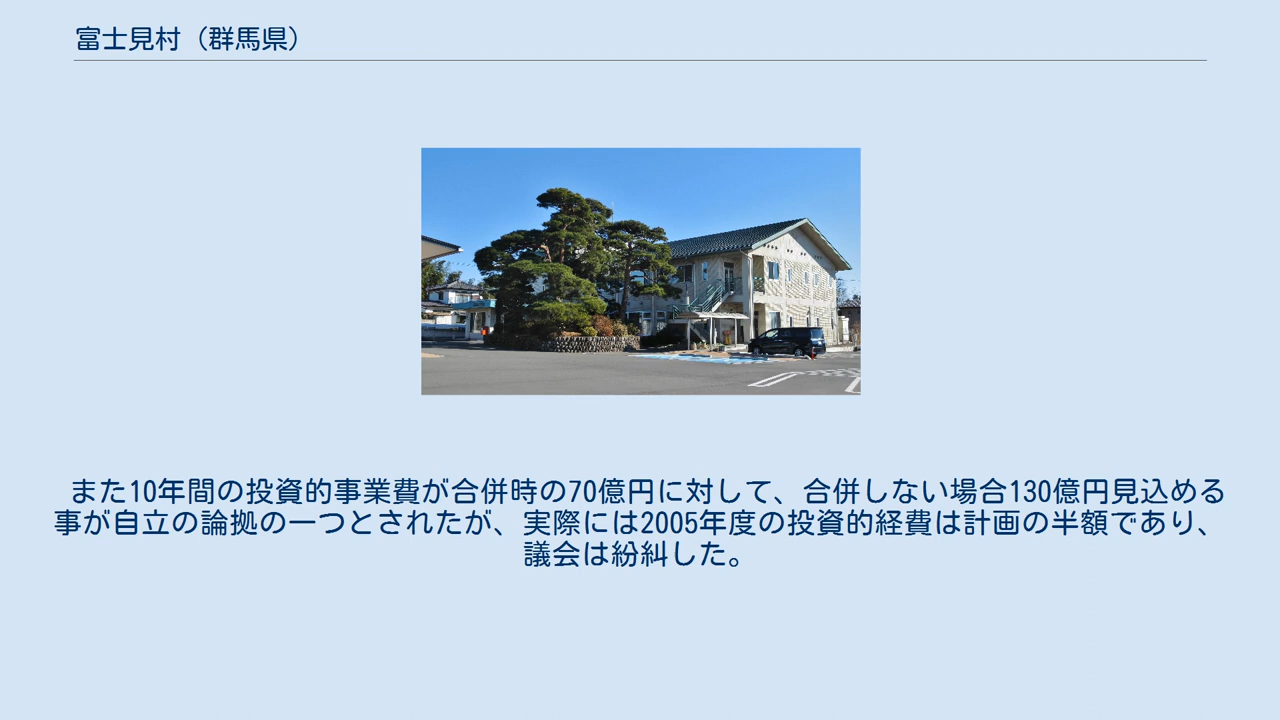 富士見村（群馬県）
また10年間の投資的事業費が合併時の70億円に対して、合併しない場合130億円見込める
事が自立の論拠の一つとされたが、実際には2005年度の投資的経費は計画の半額であり、
議会は紛糾した。